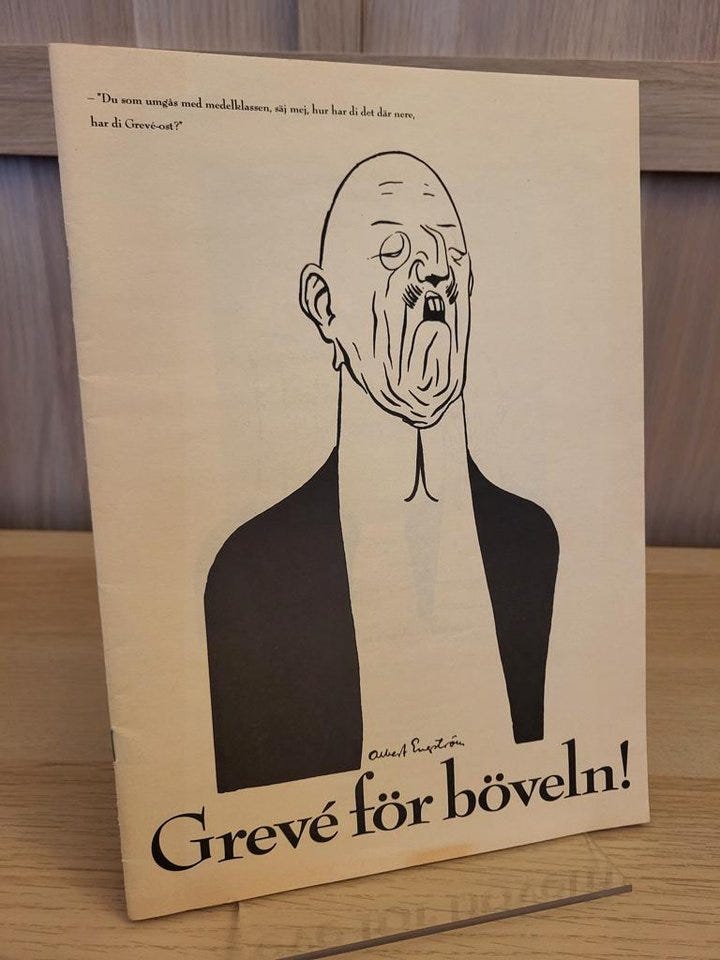 – "Du som umgås med medelklassen, säj mej, hur har di det där nere,
har di Grevé-ost?"
Albert Engström
Grevé för böveln!